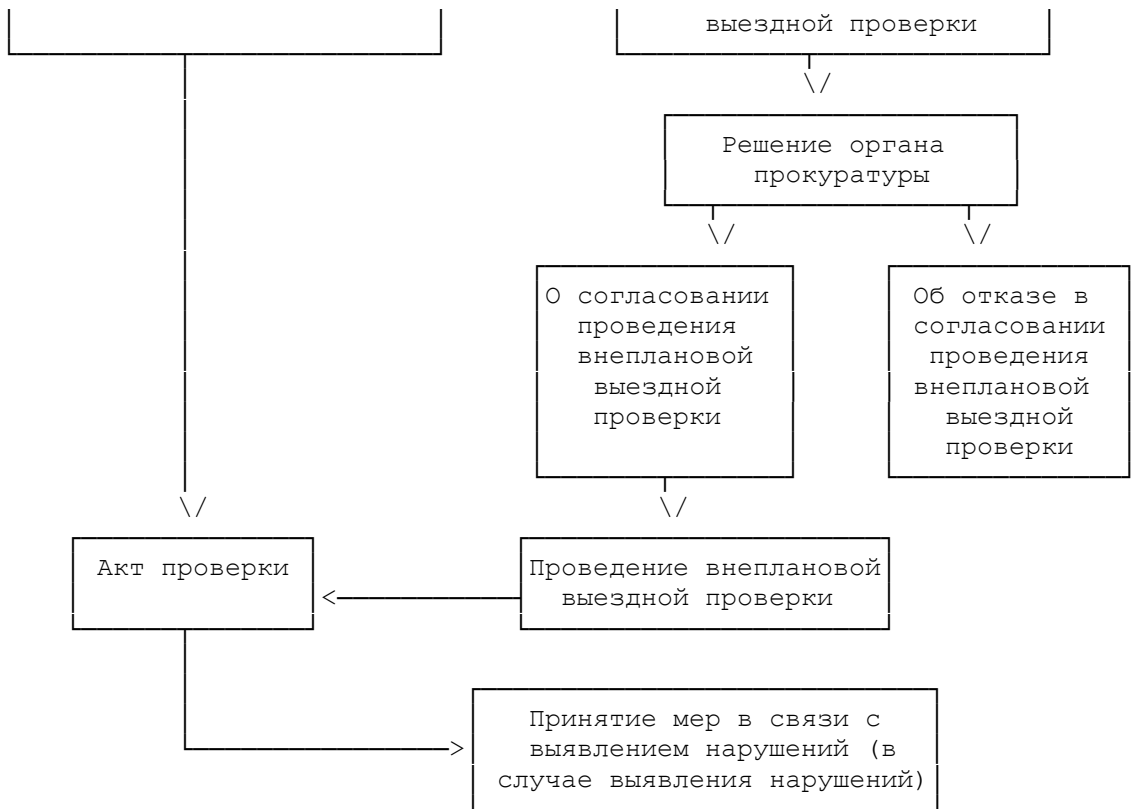 выездной проверки
Решение органа
прокуратуры
О согласовании
проведения
внеплановой
выездной
проверки
Об отказе в
согласовании
проведения
внеплановой
выездной
проверки
Акт проверки
Проведение внеплановой
выездной проверки
Принятие мер в связи с
выявлением нарушений (в
случае выявления нарушений)